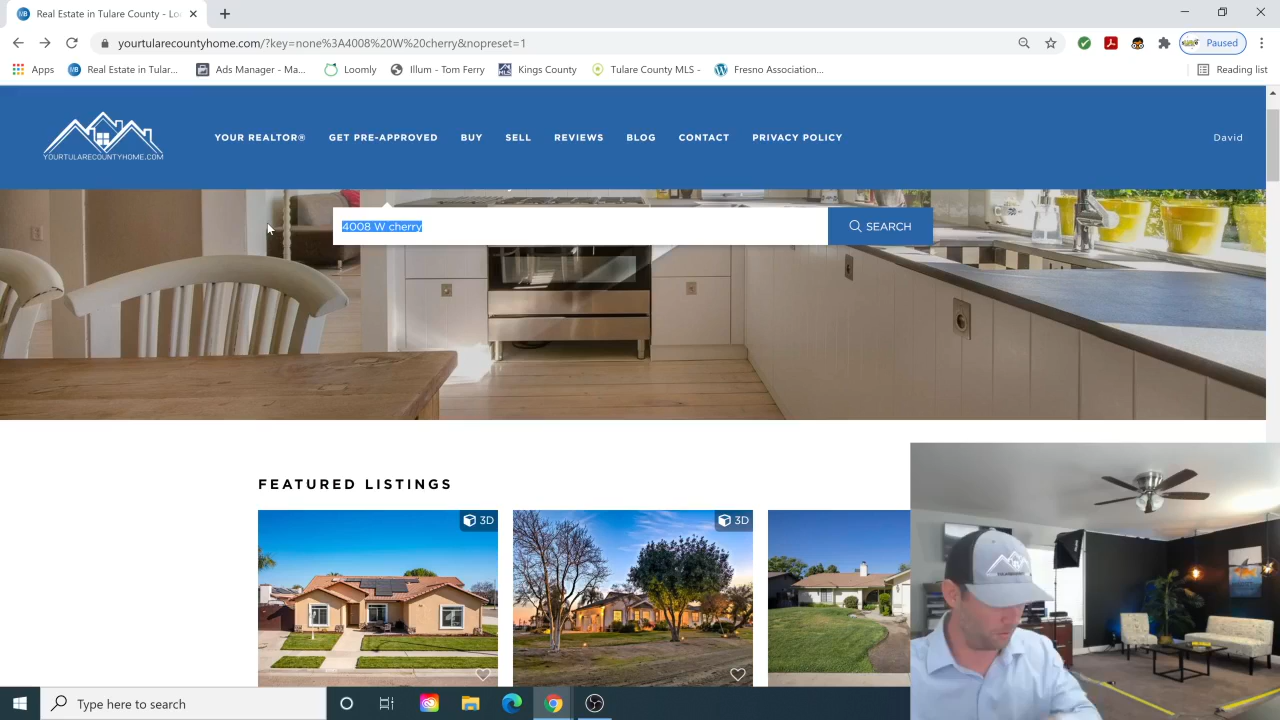 Real Estate in Tulare County - Lo
yourtularecountyhome.com/?key=none%3A4008%20W%20cherry&nopreset=1
Paused
Apps
Real Estate in Tular...
Ads Manager - Ma...
Loomly
Illum - Tom Ferry
Kings County
Tulare County MLS -
Fresno Association...
Reading list
YOURTULARECOUNTYHOME.COM
YOUR REALTOR®
GET PRE-APPROVED
BUY
SELL
REVIEWS
BLOG
CONTACT
PRIVACY POLICY
David
4008 W cherry
SEARCH
FEATURED LISTINGS
3D
3D
Type here to search